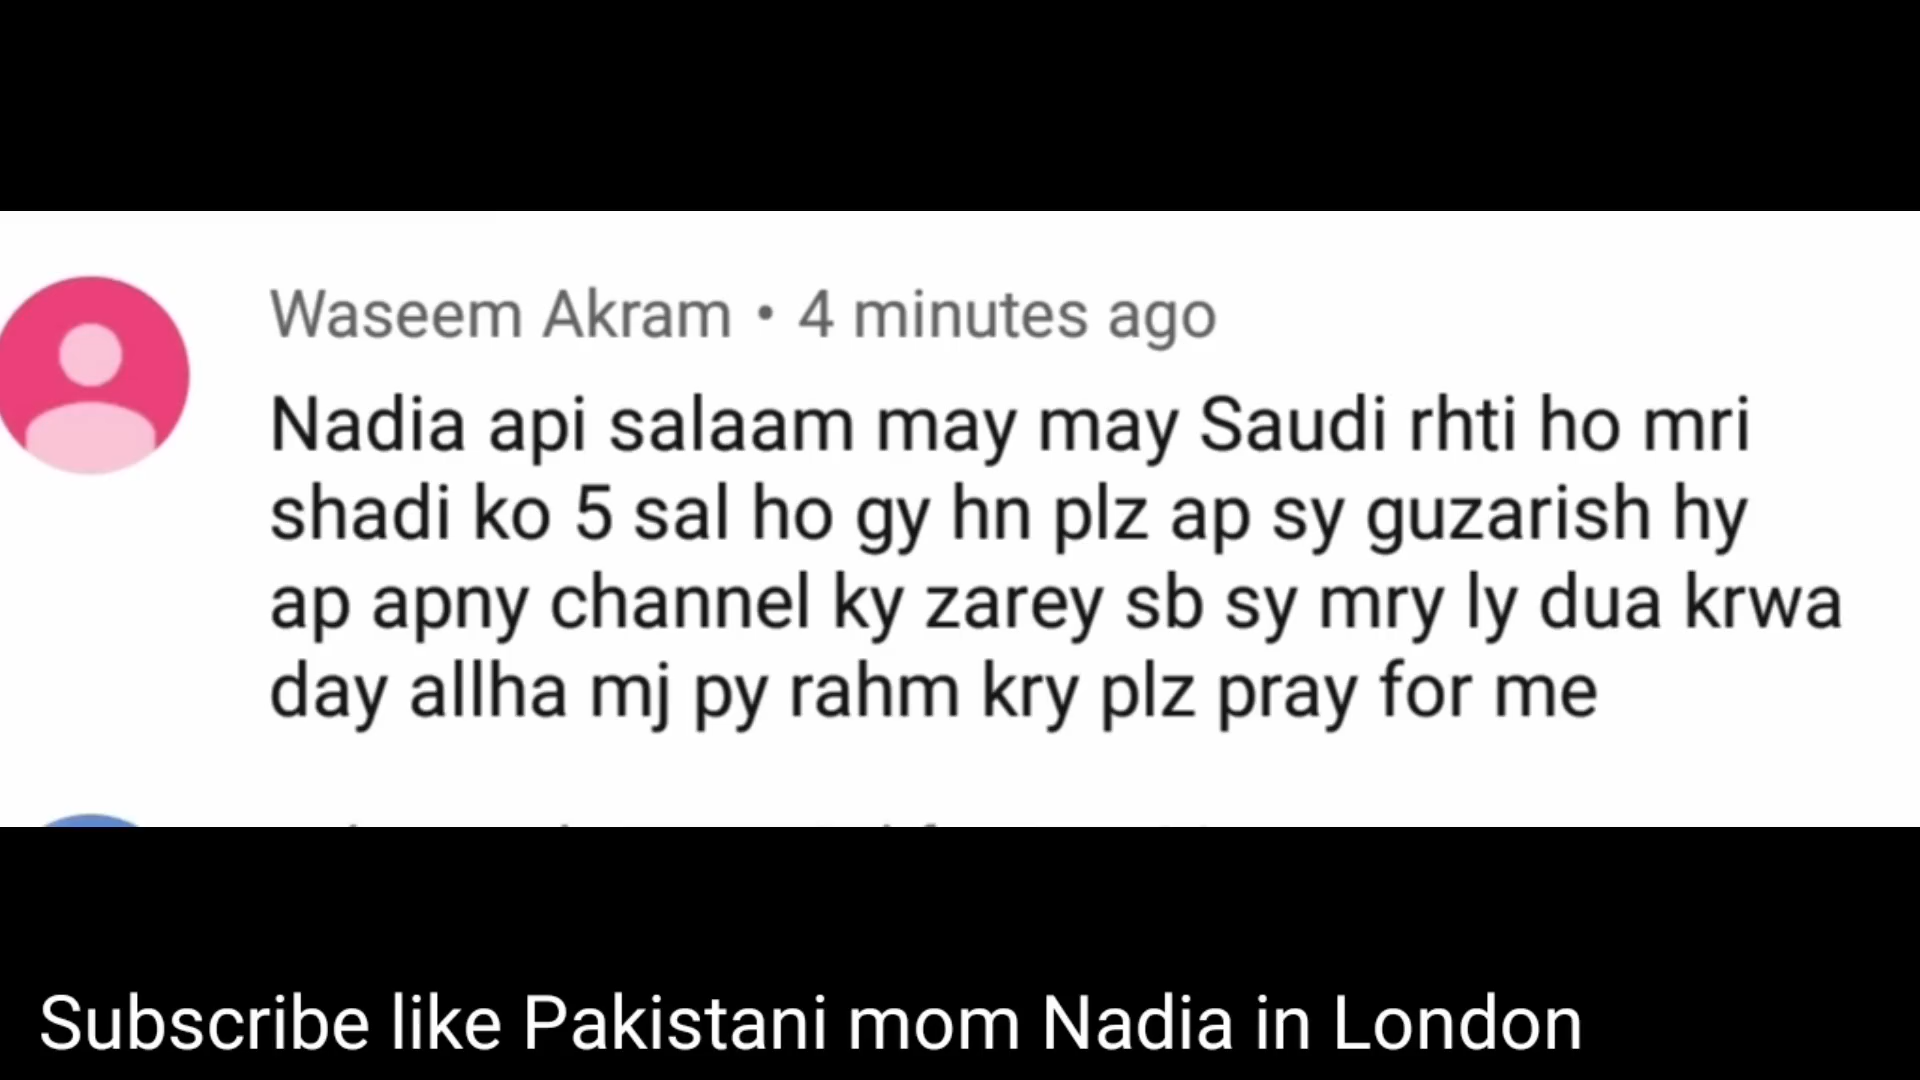 Waseem Akram • 4 minutes ago
Nadia api salaam may may Saudi rhti ho mri
shadi ko 5 sal ho gy hn plz ap sy guzarish hy
ap apny channel ky zarey sb sy mry ly dua krwa
day allha mj py rahm kry plz pray for me
Subscribe like Pakistani mom Nadia in London